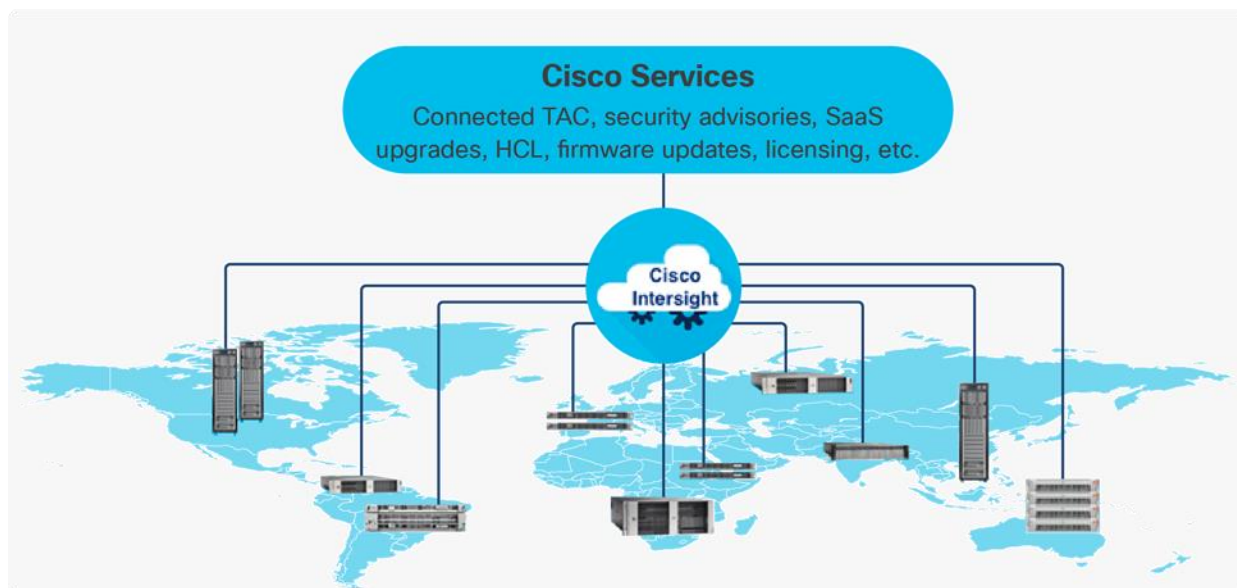 Cisco Services
Connected TAC, security advisories, SaaS
upgrades, HCL, firmware updates, licensing, etc.
Cisco
Intersight